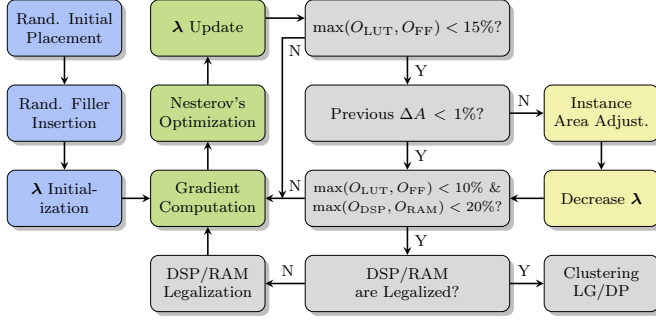 Rand. Initial
Placement
λ Update
max(O_LUT, O_FF) < 15%?
N
Y
Rand. Filler
Insertion
Nesterov's
Optimization
Previous ΔA < 1%?
N
Instance
Area Adjust.
Y
λ Initial-
ization
Gradient
Computation
N
max(O_LUT, O_FF) < 10% &
max(O_DSP, O_RAM) < 20%?
Decrease λ
Y
DSP/RAM
Legalization
N
DSP/RAM
are Legalized?
Y
Clustering
LG/DP